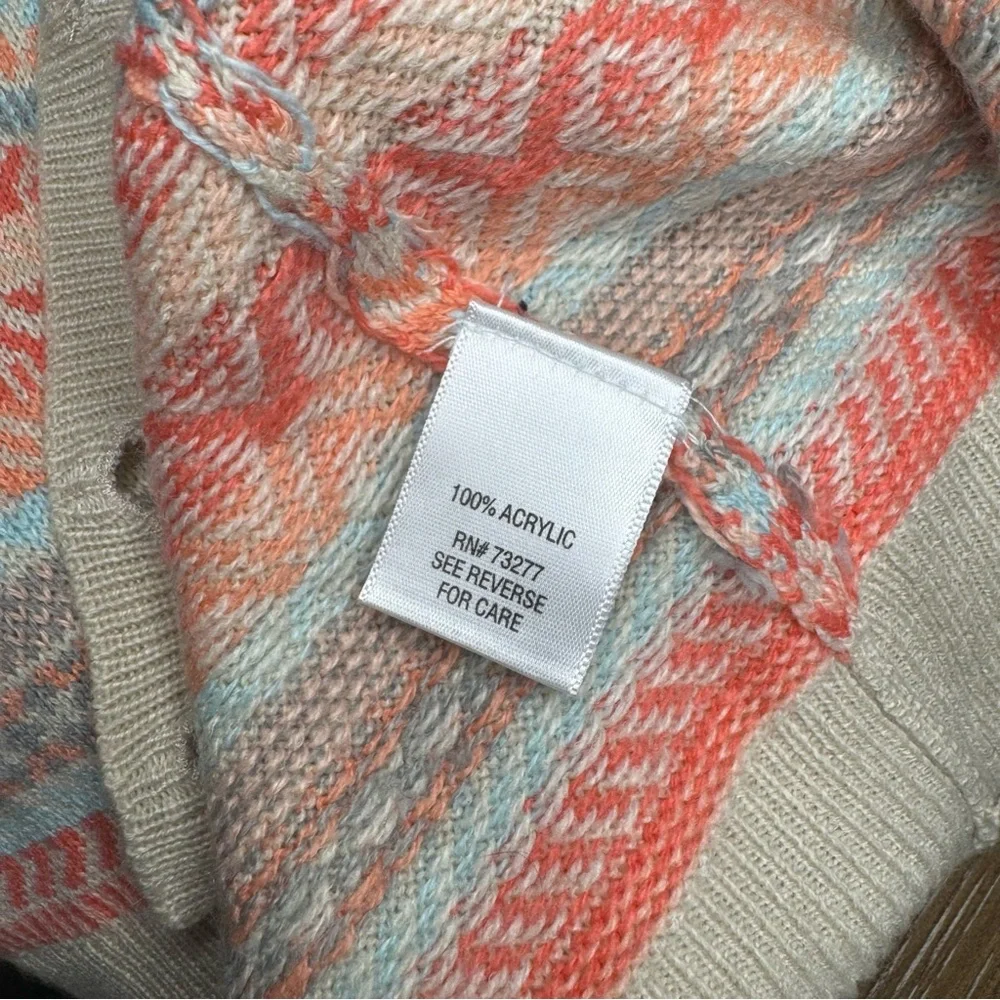 100% ACRYLIC
RN# 73277
SEE REVERSE
FOR CARE